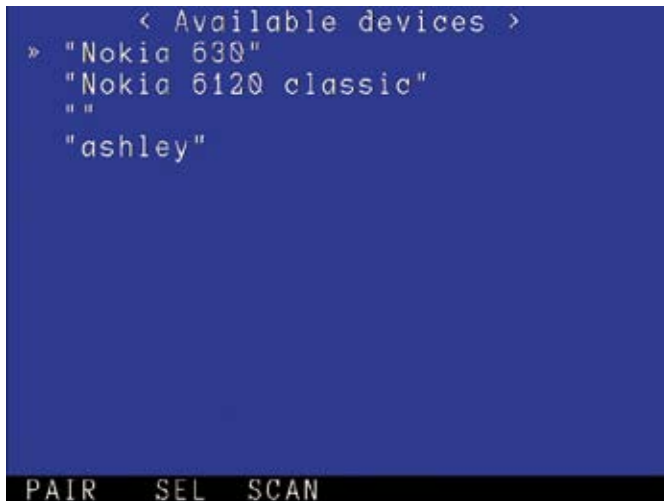 < Available devices >
» "Nokia 630"
"Nokia 6120 classic"
""
"ashley"
PAIR SEL SCAN